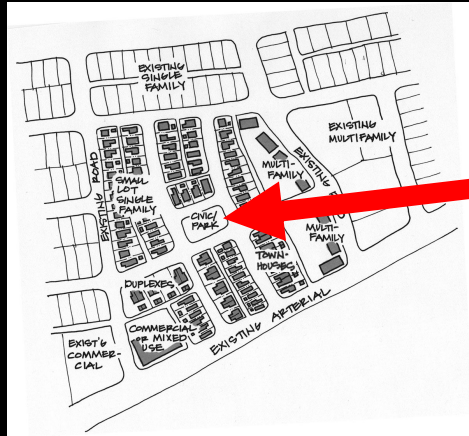 EXISTING
SINGLE
FAMILY
EXISTING
MULTIFAMILY
EXISTING ROAD
SMALL
LOT
SINGLE
FAMILY
MULTI-
FAMILY
EXISTING
CIVIC/
PARK
MULTI-
FAMILY
TOWN-
HOUSES
DUPLEXES
COMMERCIAL
OR MIXED
USE
EXIST'G
COMMER-
CIAL
EXISTING ARTERIAL